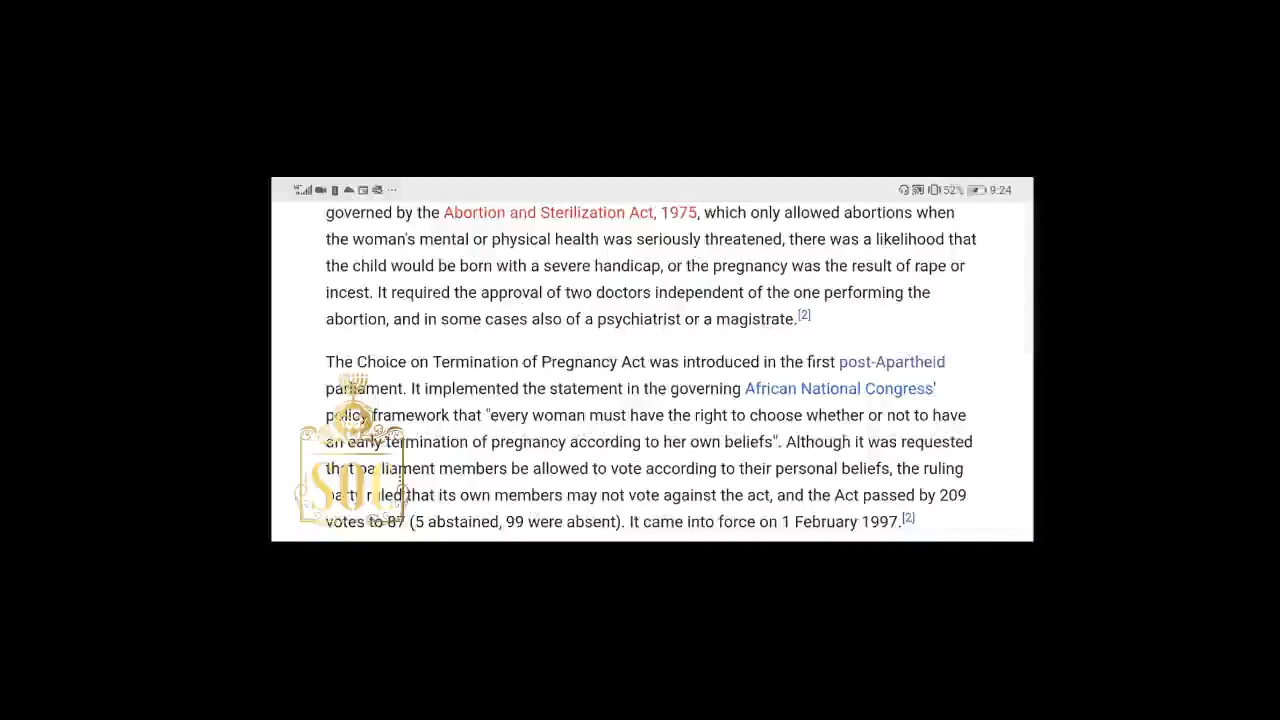 52% 9:24
governed by the Abortion and Sterilization Act, 1975, which only allowed abortions when
the woman's mental or physical health was seriously threatened, there was a likelihood that
the child would be born with a severe handicap, or the pregnancy was the result of rape or
incest. It required the approval of two doctors independent of the one performing the
abortion, and in some cases also of a psychiatrist or a magistrate.[2]
The Choice on Termination of Pregnancy Act was introduced in the first post-Apartheid
parliament. It implemented the statement in the governing African National Congress'
policy framework that "every woman must have the right to choose whether or not to have
an early termination of pregnancy according to her own beliefs". Although it was requested
that parliament members be allowed to vote according to their personal beliefs, the ruling
party ruled that its own members may not vote against the act, and the Act passed by 209
votes to 87 (5 abstained, 99 were absent). It came into force on 1 February 1997.[2]
SOL